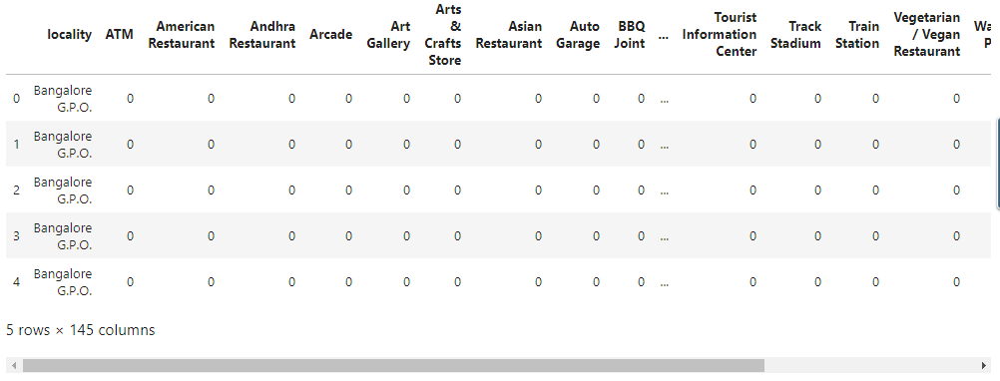 locality ATM American Restaurant Andhra Restaurant Arcade Art Gallery Arts & Crafts Store Asian Restaurant Auto Garage BBQ Joint ... Tourist Information Center Track Stadium Train Station Vegetarian / Vegan Restaurant
0 Bangalore G.P.O. 0 0 0 0 0 0 0 0 0 ... 0 0 0 0
1 Bangalore G.P.O. 0 0 0 0 0 0 0 0 0 ... 0 0 0 0
2 Bangalore G.P.O. 0 0 0 0 0 0 0 0 0 ... 0 0 0 0
3 Bangalore G.P.O. 0 0 0 0 0 0 0 0 0 ... 0 0 0 0
4 Bangalore G.P.O. 0 0 0 0 0 0 0 0 0 ... 0 0 0 0
5 rows × 145 columns